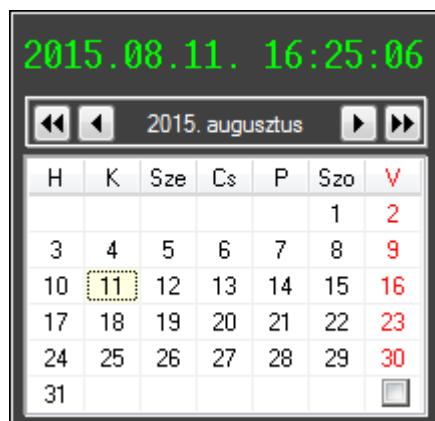 2015.08.11. 16:25:06
2015. augusztus
H K Sze Cs P Szo V
1 2
3 4 5 6 7 8 9
10 11 12 13 14 15 16
17 18 19 20 21 22 23
24 25 26 27 28 29 30
31